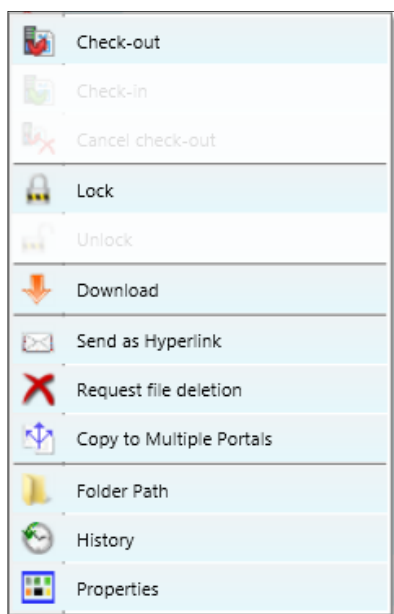 Check-out
Check-in
Cancel check-out
Lock
Unlock
Download
Send as Hyperlink
Request file deletion
Copy to Multiple Portals
Folder Path
History
Properties